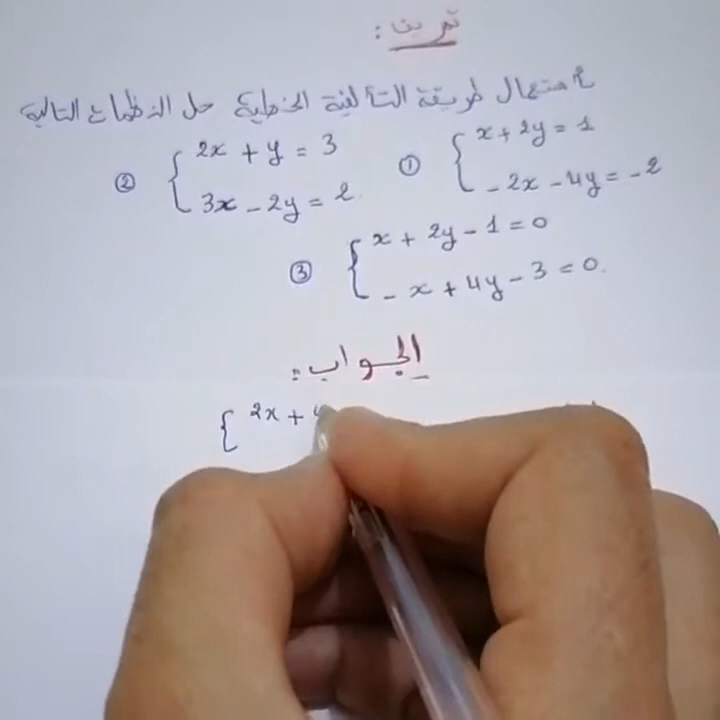 تمرين:
باستعمال طريقة التألفية الخطية حل النظمات التالية
① { x + 2y = 1
- 2x - 4y = -2
② { 2x + y = 3
3x - 2y = 2
③ { x + 2y - 1 = 0
- x + 4y - 3 = 0
الجواب:
{ 2x + y